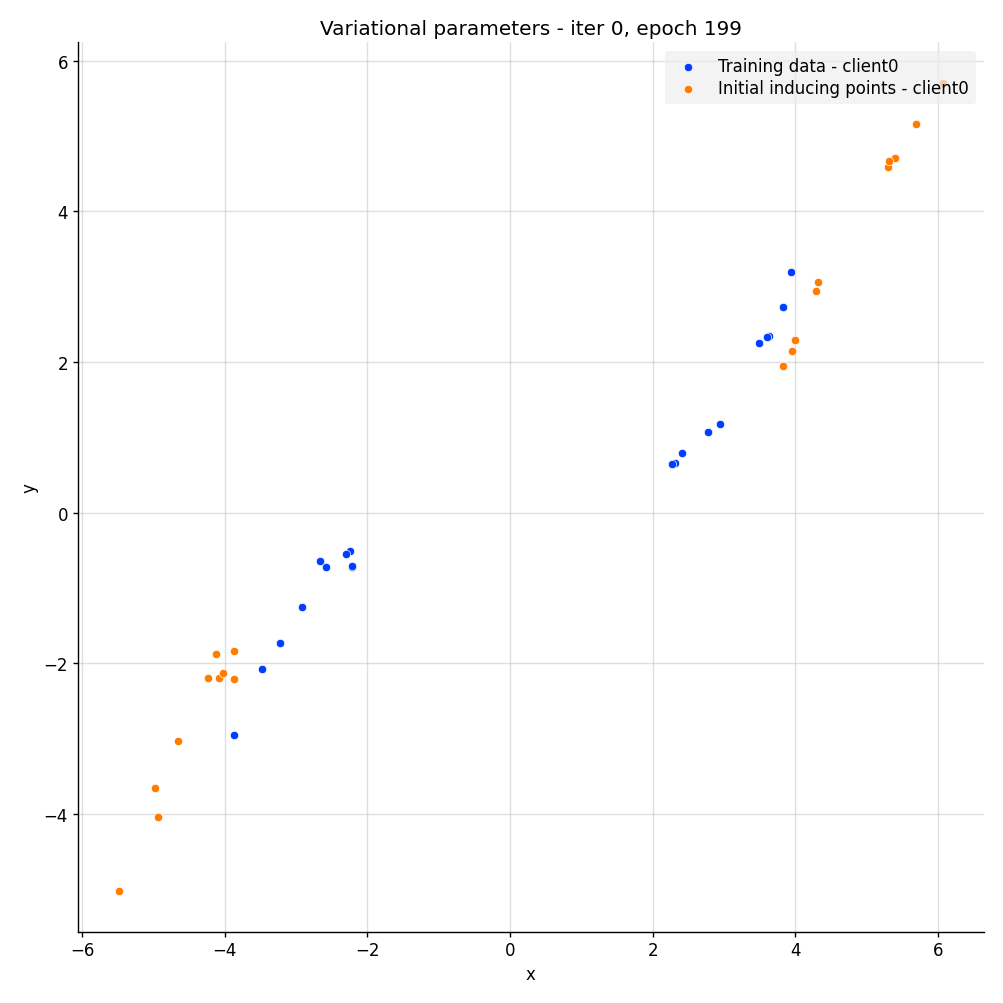 Variational parameters - iter 0, epoch 199
Training data - client0
Initial inducing points - client0
6
4
2
0
−2
−4
y
−6
−4
−2
0
2
4
6
x